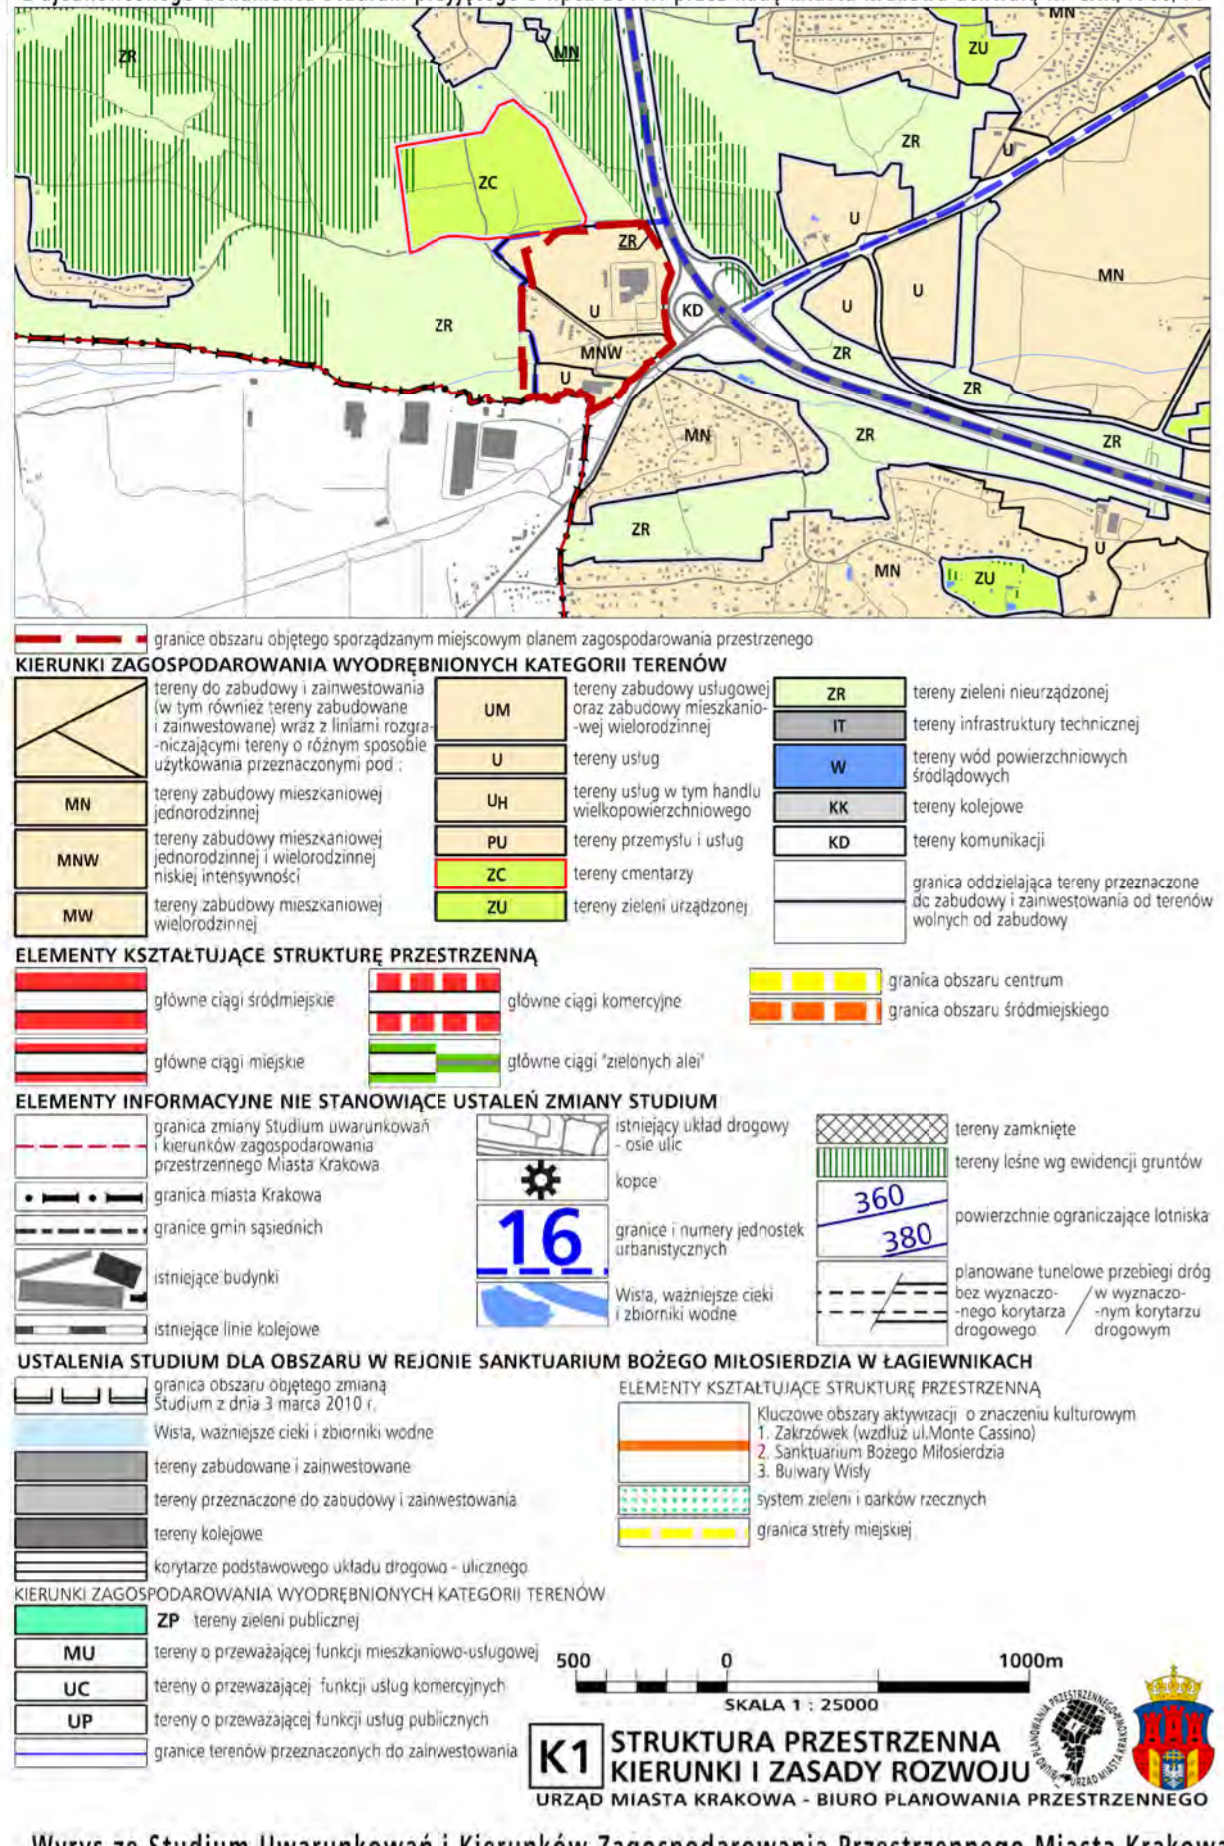 ZR
MN
ZU
MN
ZR
U
ZC
U
ZR
MN
U
U
KD
U
ZR
MNW
ZR
U
ZR
MN
ZR
ZR
ZR
U
MN
ZU
granice obszaru objętego sporządzanym miejscowym planem zagospodarowania przestrzenego
KIERUNKI ZAGOSPODAROWANIA WYODRĘBNIONYCH KATEGORII TERENÓW
tereny do zabudowy i zainwestowania
(w tym również tereny zabudowane
i zainwestowane) wraz z liniami rozgra-
-niczającymi tereny o różnym sposobie
użytkowania przeznaczonymi pod :
MN
tereny zabudowy mieszkaniowej
jednorodzinnej
MNW
tereny zabudowy mieszkaniowej
jednorodzinnej i wielorodzinnej
niskiej intensywności
MW
tereny zabudowy mieszkaniowej
wielorodzinnej
UM
tereny zabudowy usługowej
oraz zabudowy mieszkanio-
-wej wielorodzinnej
U
tereny usług
UH
tereny usług w tym handlu
wielkopowierzchniowego
PU
tereny przemysłu i usług
ZC
tereny cmentarzy
ZU
tereny zieleni urządzonej
ZR
tereny zieleni nieurządzonej
IT
tereny infrastruktury technicznej
W
tereny wód powierzchniowych
śródlądowych
KK
tereny kolejowe
KD
tereny komunikacji
granica oddzielająca tereny przeznaczone
do zabudowy i zainwestowania od terenów
wolnych od zabudowy
ELEMENTY KSZTAŁTUJĄCE STRUKTURĘ PRZESTRZENNĄ
główne ciągi śródmiejskie
główne ciągi komercyjne
granica obszaru centrum
granica obszaru śródmiejskiego
główne ciągi miejskie
główne ciągi "zielonych alei"
ELEMENTY INFORMACYJNE NIE STANOWIĄCE USTALEŃ ZMIANY STUDIUM
granica zmiany Studium uwarunkowań
i kierunków zagospodarowania
przestrzennego Miasta Krakowa
granica miasta Krakowa
granice gmin sąsiednich
istniejące budynki
istniejące linie kolejowe
istniejący układ drogowy
- osie ulic
kopce
16
granice i numery jednostek
urbanistycznych
Wisła, ważniejsze cieki
i zbiorniki wodne
tereny zamknięte
tereny leśne wg ewidencji gruntów
360
380
powierzchnie ograniczające lotniska
planowane tunelowe przebiegi dróg
bez wyznaczo-
-nego korytarza
drogowego
w wyznaczo-
-nym korytarzu
drogowym
USTALENIA STUDIUM DLA OBSZARU W REJONIE SANKTUARIUM BOŻEGO MIŁOSIERDZIA W ŁAGIEWNIKACH
granica obszaru objętego zmianą
Studium z dnia 3 marca 2010 r.
Wisła, ważniejsze cieki i zbiorniki wodne
tereny zabudowane i zainwestowane
tereny przeznaczone do zabudowy i zainwestowania
tereny kolejowe
korytarze podstawowego układu drogowo - ulicznego
ELEMENTY KSZTAŁTUJĄCE STRUKTURĘ PRZESTRZENNĄ
Kluczowe obszary aktywizacji o znaczeniu kulturowym
1. Zakrzówek (wzdłuż ul.Monte Cassino)
2. Sanktuarium Bożego Miłosierdzia
3. Bulwary Wisły
system zieleni i parków rzecznych
granica strefy miejskiej
KIERUNKI ZAGOSPODAROWANIA WYODRĘBNIONYCH KATEGORII TERENÓW
ZP tereny zieleni publicznej
MU
tereny o przeważającej funkcji mieszkaniowo-usługowej
UC
tereny o przeważającej funkcji usług komercyjnych
UP
tereny o przeważającej funkcji usług publicznych
granice terenów przeznaczonych do zainwestowania
500 0 1000m
SKALA 1 : 25000
K1
STRUKTURA PRZESTRZENNA
KIERUNKI I ZASADY ROZWOJU
URZĄD MIASTA KRAKOWA - BIURO PLANOWANIA PRZESTRZENNEGO
Wyrys ze Studium Uwarunkowań i Kierunków Zagospodarowania Przestrzennego Miasta Krakowa